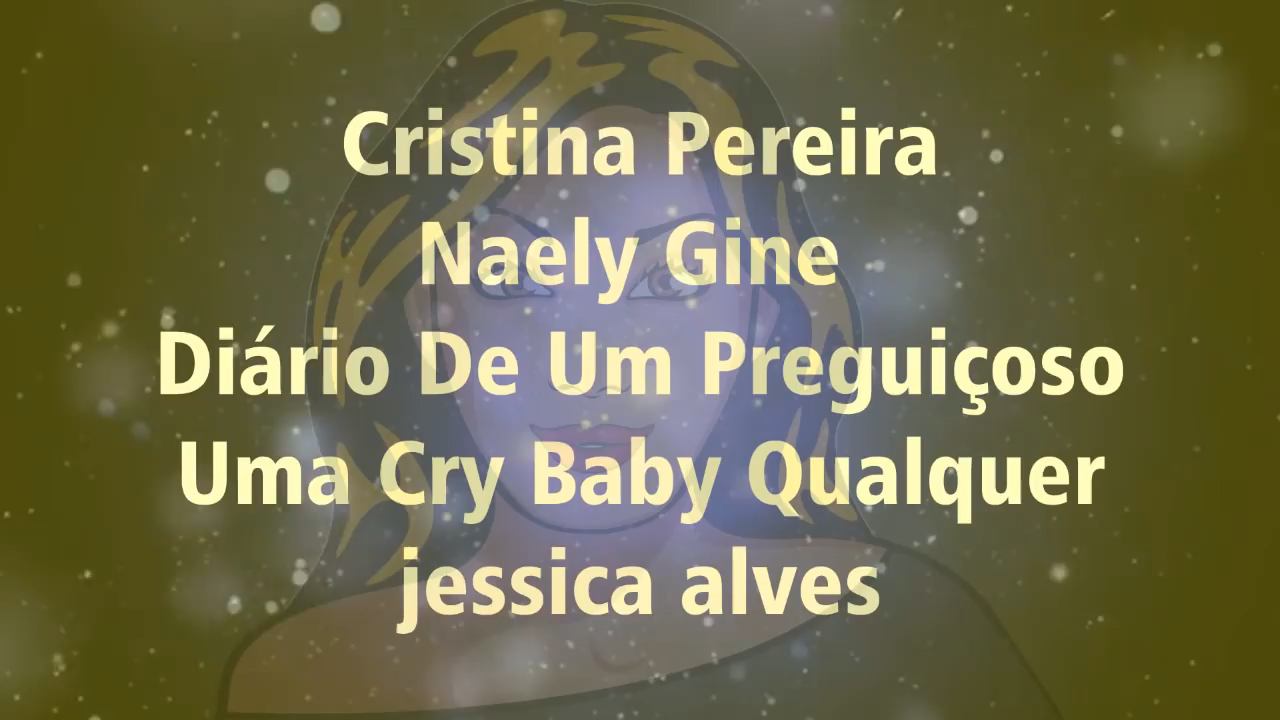 Cristina Pereira
Naely Gine
Diário De Um Preguiçoso
Uma Cry Baby Qualquer
jessica alves